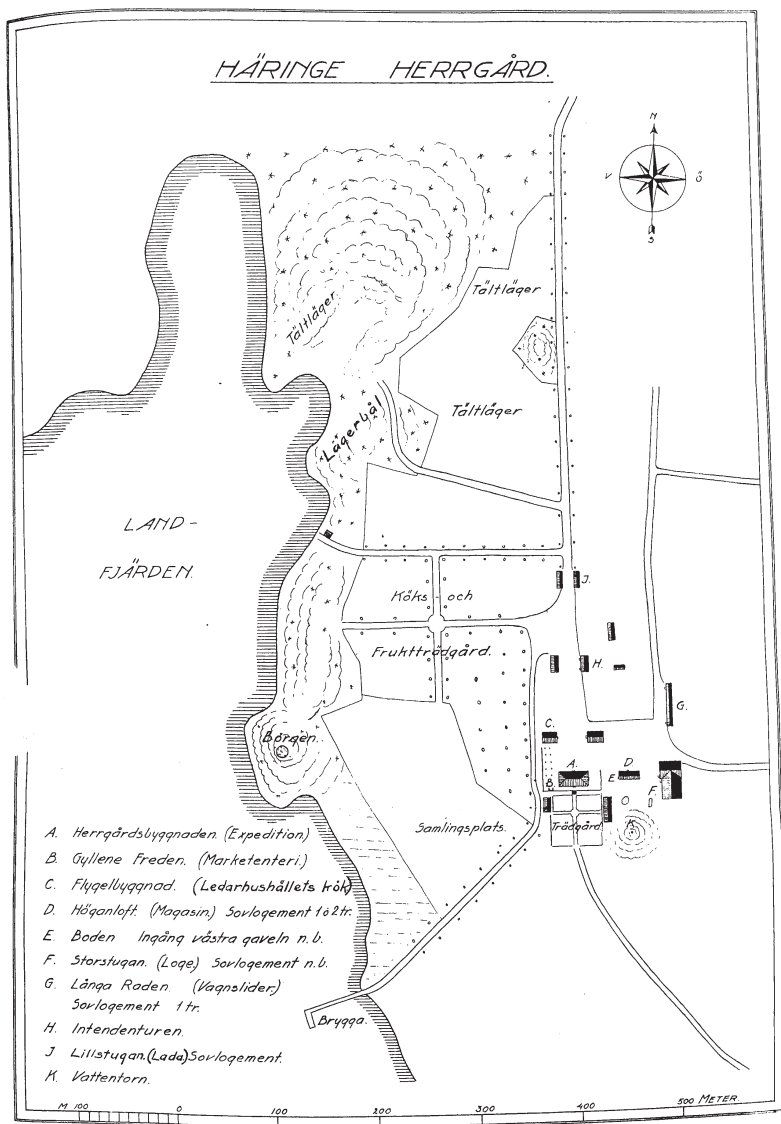 HÄRINGE HERRGÅRD.
N
V Ö
S
Tältläger
Tältläger
Tältläger
Lägerbål
LAND-
FJÄRDEN.
J.
Köks- och
Fruktträdgård.
H.
G.
C.
Borgen.
A. D.
E
B F.
Samlingsplats.
Trädgård.
K
Brygga.
A. Herrgårdsbyggnaden. (Expedition)
B. Gyllene Freden. (Marketenteri.)
C. Flygelbyggnad. (Ledarhushållets kök)
D. Höganloft. (Magasin.) Sovlogement 1 ö 2 tr.
E. Boden Ingång västra gaveln n.b.
F. Storstugan. (Loge.) Sovlogement n.b.
G. Långa Raden (Vagnslider.)
Sovlogement 1 tr.
H. Intendenturen.
J Lillstugan. (Lada) Sovlogement.
K. Vattentorn.
M 100 0 100 200 300 400 500 METER.